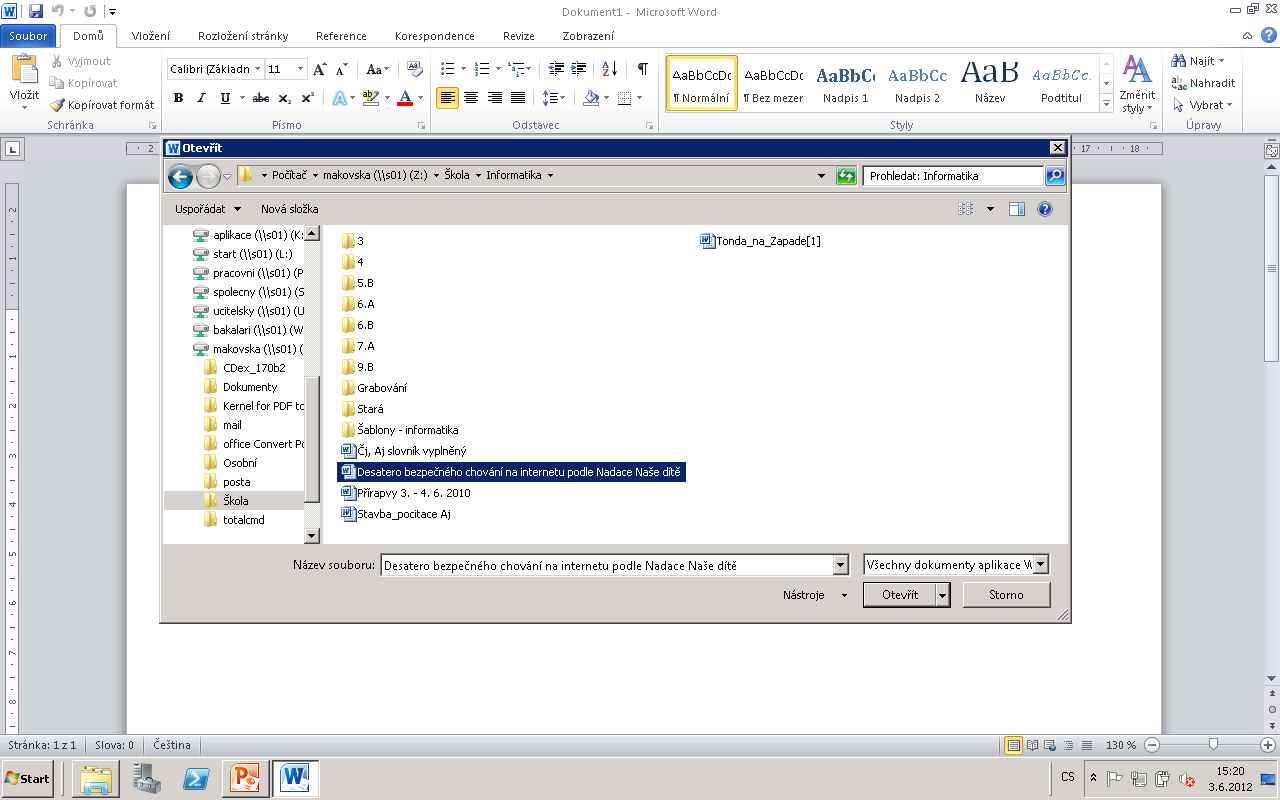 Dokument1 - Microsoft Word
Soubor Domů Vložení Rozložení stránky Reference Korespondence Revize Zobrazení
Vložit
Vyjmout
Kopírovat
Kopírovat formát
Schránka
Calibri (Základn 11
Písmo
Odstavec
AaBbCcDc AaBbCcDc AaBbC AaBbCc AaB AaBbCc.
¶ Normální ¶ Bez mezer Nadpis 1 Nadpis 2 Název Podtitul
Změnit styly
Styly
Najít
Nahradit
Vybrat
Úpravy
Otevřít
Počítač makovska (\\s01) (Z:) Škola Informatika
Prohledat: Informatika
Uspořádat Nová složka
aplikace (\\s01) (K:
start (\\s01) (L:)
pracovni (\\s01) (P
spolecny (\\s01) (S
ucitelsky (\\s01) (U
bakalari (\\s01) (W
makovska (\\s01) (
CDex_170b2
Dokumenty
Kernel for PDF to
mail
office Convert Po
Osobní
posta
Škola
totalcmd
3
4
5.B
6.A
6.B
7.A
9.B
Grabování
Stará
Šablony - informatika
Čj, Aj slovník vyplněný
Desatero bezpečného chování na internetu podle Nadace Naše dítě
Přírapvy 3. - 4. 6. 2010
Stavba_pocitace Aj
Tonda_na_Zapade[1]
Název souboru: Desatero bezpečného chování na internetu podle Nadace Naše dítě
Všechny dokumenty aplikace W
Nástroje Otevřít Storno
Stránka: 1 z 1 Slova: 0 Čeština
130 %
Start
CS
15:20
3.6.2012